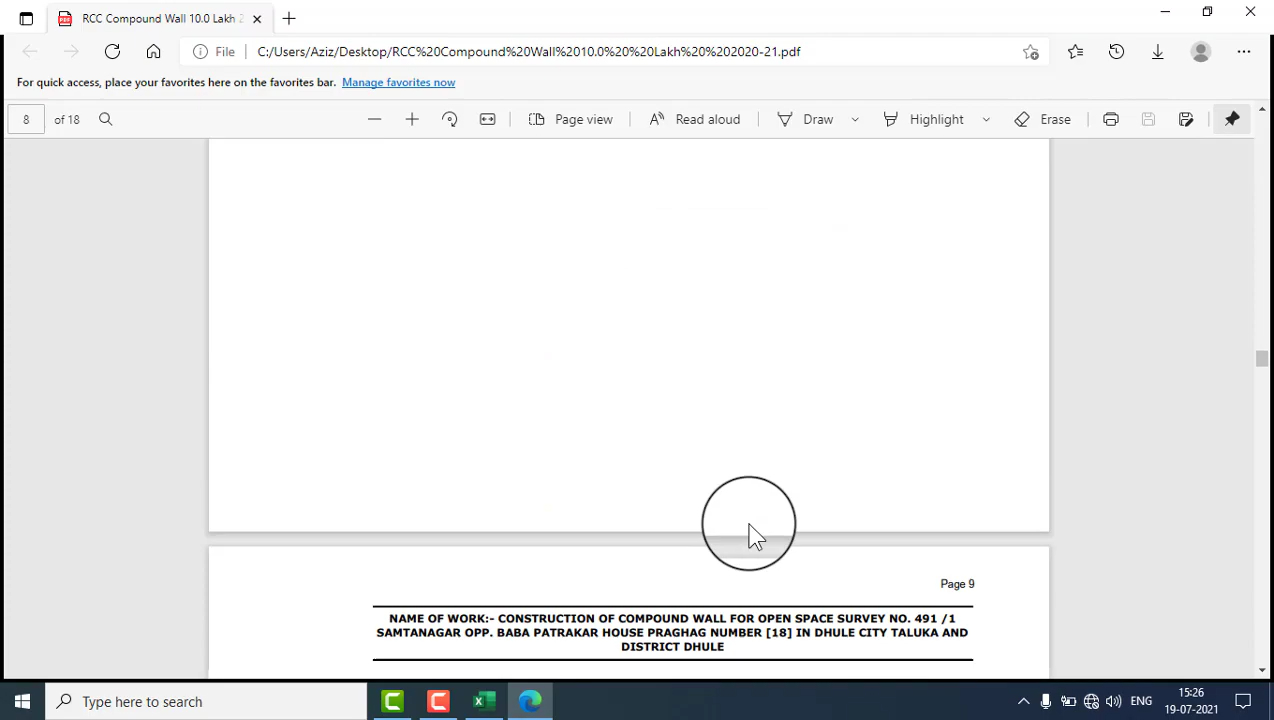 RCC Compound Wall 10.0 Lakh 2
File
C:/Users/Aziz/Desktop/RCC%20Compound%20Wall%2010.0%20%20Lakh%20%202020-21.pdf
For quick access, place your favorites here on the favorites bar. Manage favorites now
8 of 18
Page view
Read aloud
Draw
Highlight
Erase
Page 9
NAME OF WORK:- CONSTRUCTION OF COMPOUND WALL FOR OPEN SPACE SURVEY NO. 491 /1
SAMTANAGAR OPP. BABA PATRAKAR HOUSE PRAGHAG NUMBER [18] IN DHULE CITY TALUKA AND
DISTRICT DHULE
Type here to search
ENG
15:26
19-07-2021